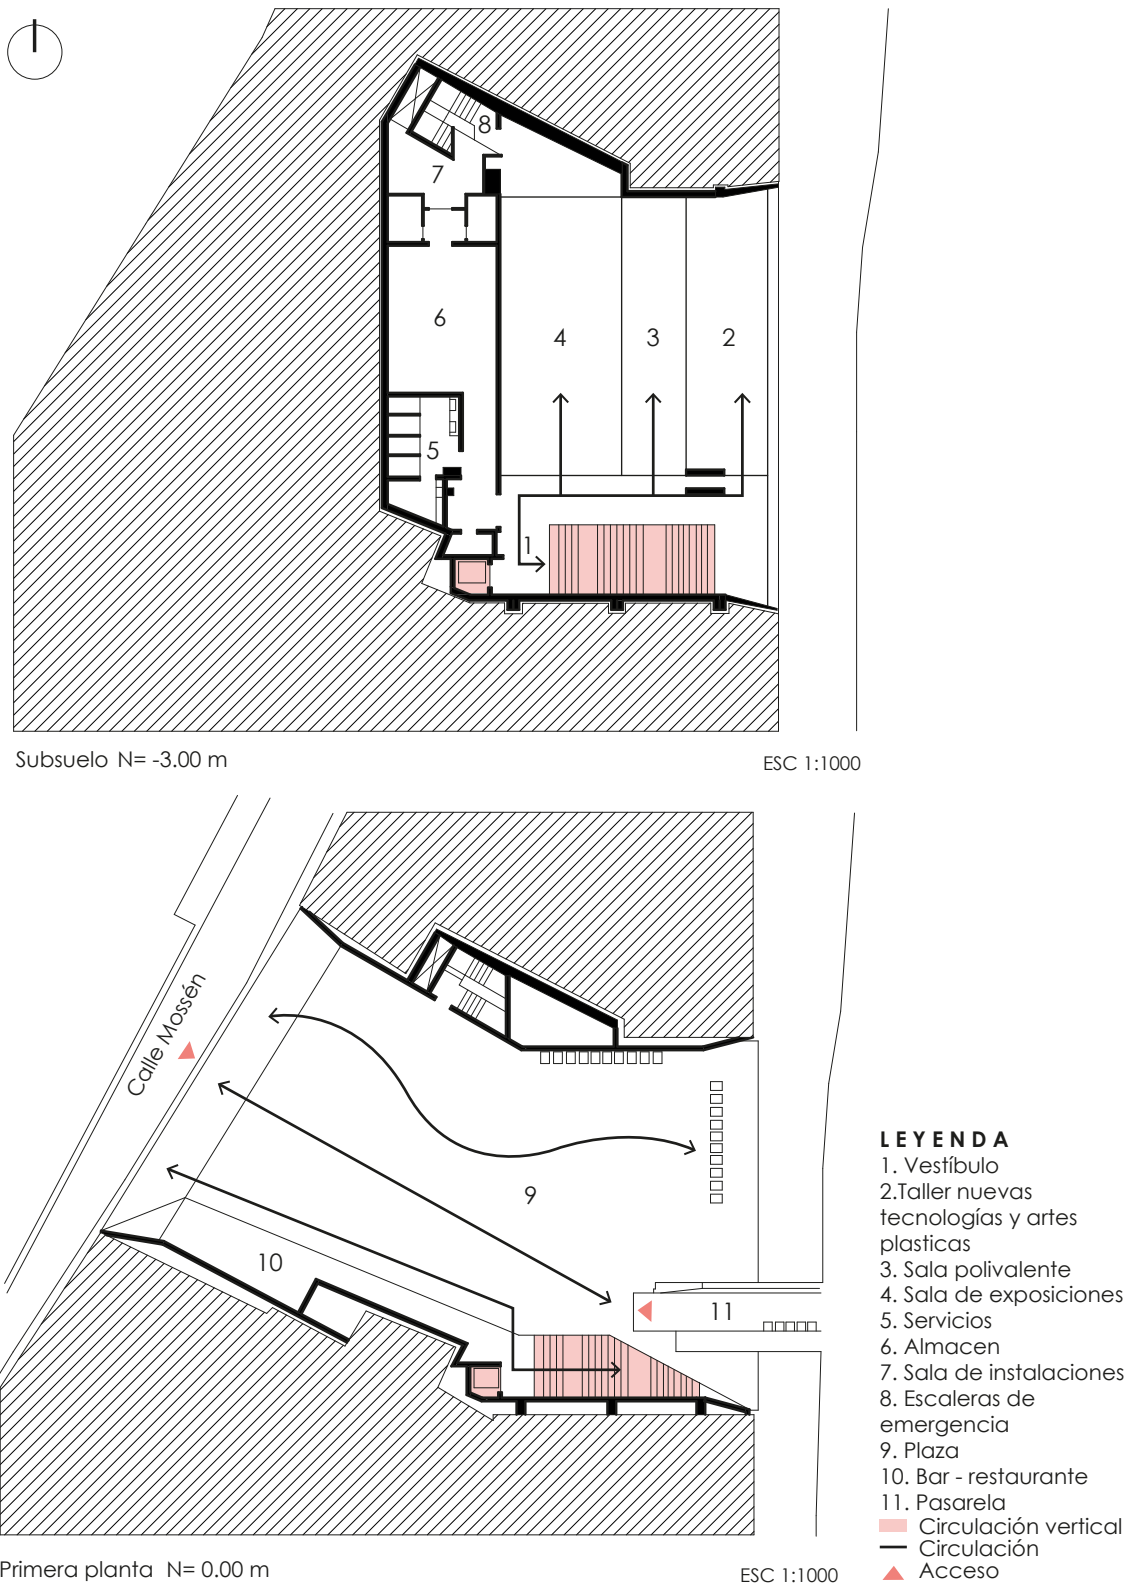 8
7
6
4
3
2
5
1
Subsuelo N= -3.00 m
ESC 1:1000
Calle Mossén
9
10
11
LEYENDA
1. Vestíbulo
2.Taller nuevas
tecnologías y artes
plasticas
3. Sala polivalente
4. Sala de exposiciones
5. Servicios
6. Almacen
7. Sala de instalaciones
8. Escaleras de
emergencia
9. Plaza
10. Bar - restaurante
11. Pasarela
Circulación vertical
Circulación
Acceso
Primera planta N= 0.00 m
ESC 1:1000